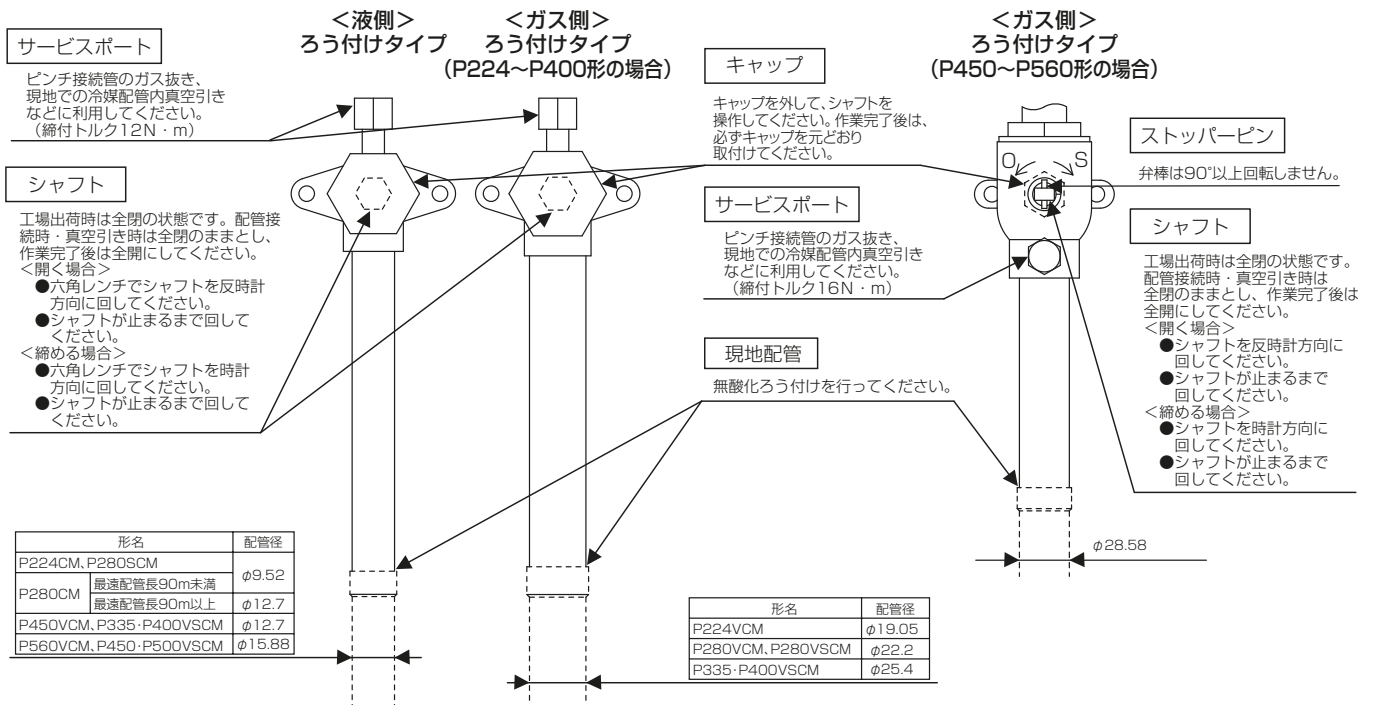 ＜液側＞
ろう付けタイプ
＜ガス側＞
ろう付けタイプ
(P224～P400形の場合)
＜ガス側＞
ろう付けタイプ
(P450～P560形の場合)
サービスポート
ピンチ接続管のガス抜き、
現地での冷媒配管内真空引き
などに利用してください。
（締付トルク12N・m）
シャフト
工場出荷時は全閉の状態です。配管接
続時・真空引き時は全閉のままとし、
作業完了後は全開にしてください。
＜開く場合＞
●六角レンチでシャフトを反時計
方向に回してください。
●シャフトが止まるまで回して
ください。
＜締める場合＞
●六角レンチでシャフトを時計
方向に回してください。
●シャフトが止まるまで回して
ください。
キャップ
キャップを外して、シャフトを
操作してください。作業完了後は、
必ずキャップを元どおり
取付けてください。
サービスポート
ピンチ接続管のガス抜き、
現地での冷媒配管内真空引き
などに利用してください。
（締付トルク16N・m）
現地配管
無酸化ろう付けを行ってください。
O S
ストッパーピン
弁棒は90°以上回転しません。
シャフト
工場出荷時は全閉の状態です。
配管接続時・真空引き時は
全閉のままとし、作業完了後は
全開にしてください。
＜開く場合＞
●シャフトを反時計方向に
回してください。
●シャフトが止まるまで
回してください。
＜締める場合＞
●シャフトを時計方向に
回してください。
●シャフトが止まるまで
回してください。
φ28.58
形名 配管径
P224CM、P280SCM φ9.52
P280CM 最遠配管長90m未満
最遠配管長90m以上 φ12.7
P450VCM、P335·P400VSCM φ12.7
P560VCM、P450·P500VSCM φ15.88
形名 配管径
P224VCM φ19.05
P280VCM、P280VSCM φ22.2
P335·P400VSCM φ25.4